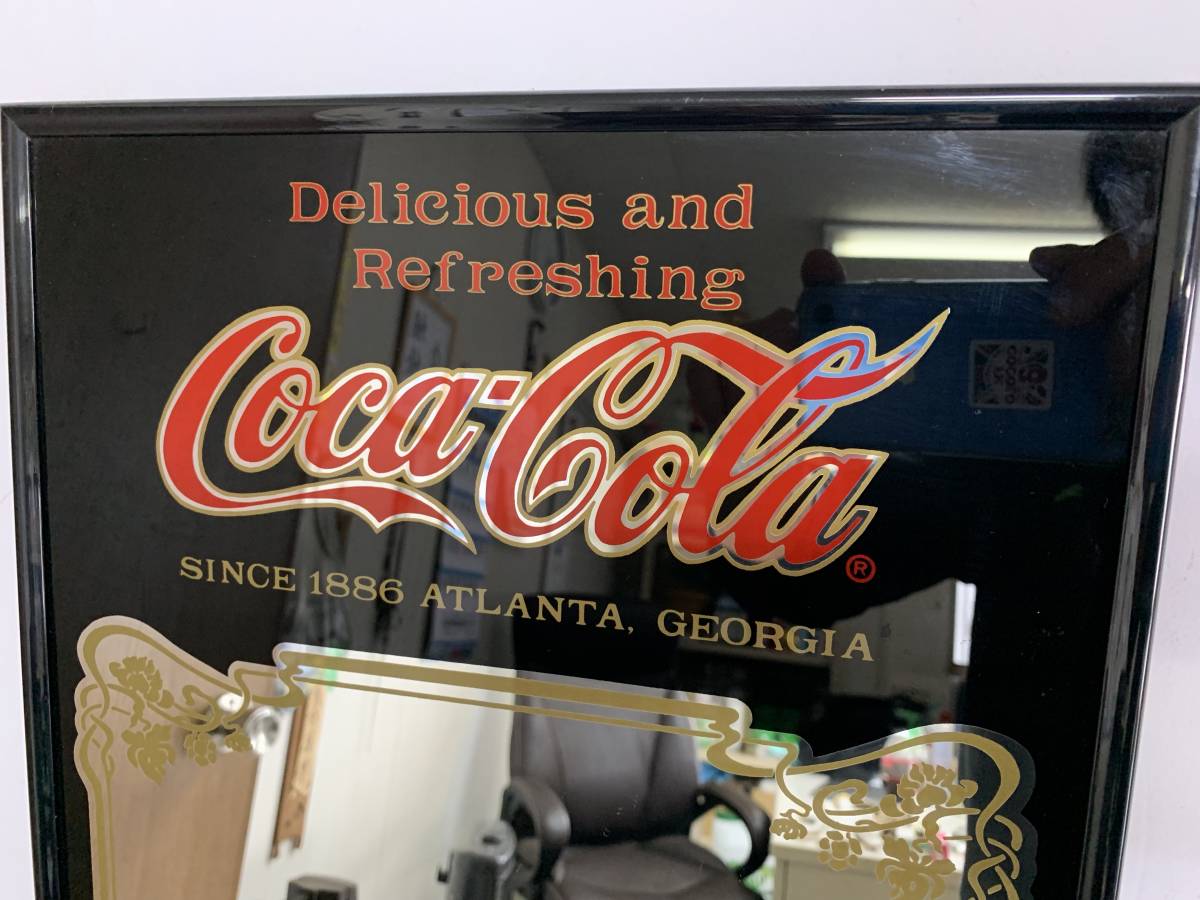 Delicious and
Refreshing
Coca-Cola®
SINCE 1886 ATLANTA, GEORGIA